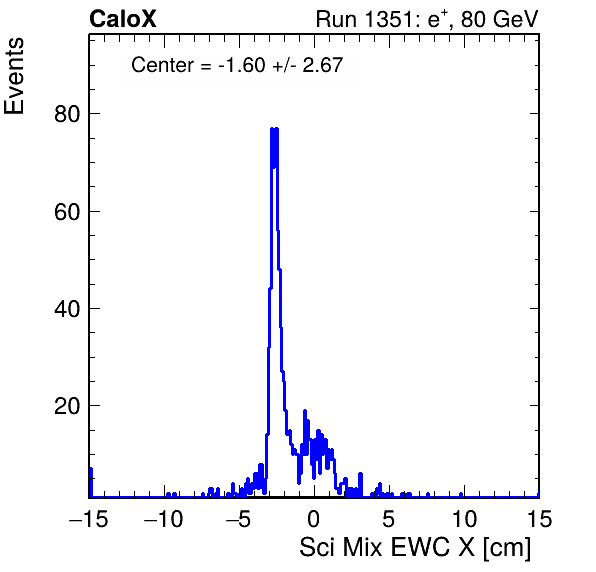 CaloX
Run 1351: e+, 80 GeV
Center = -1.60 +/- 2.67
Events
80
60
40
20
−15 −10 −5 0 5 10 15
Sci Mix EWC X [cm]